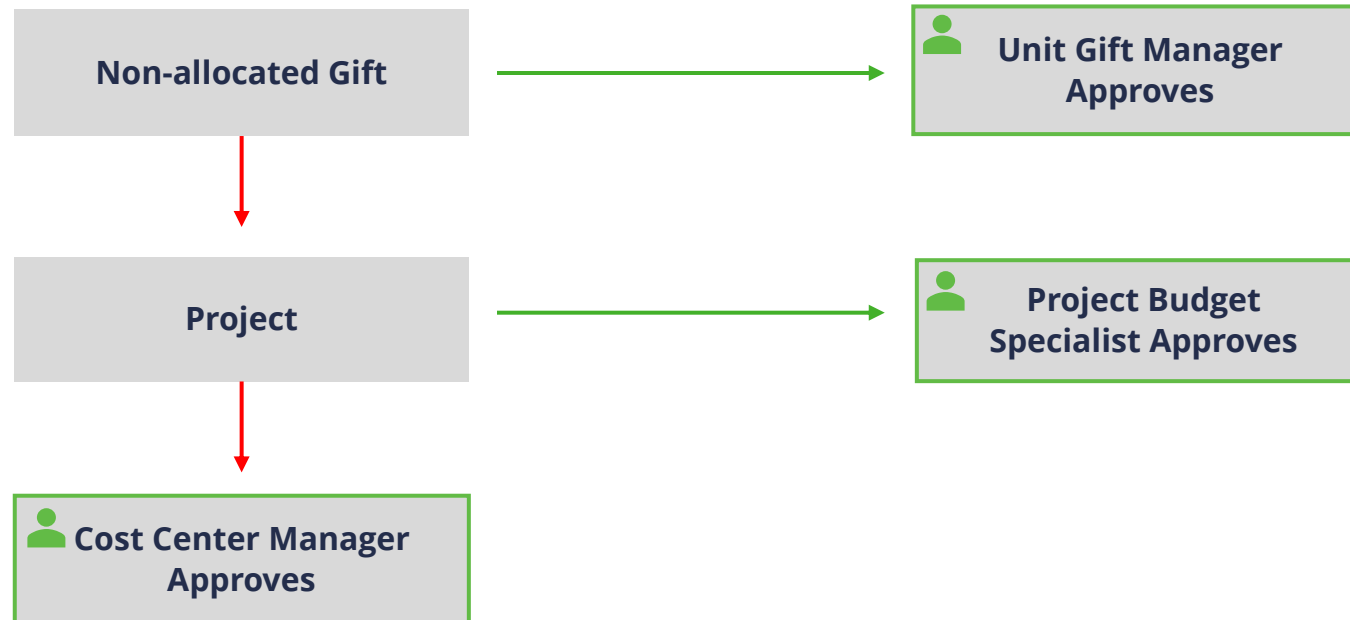 Non-allocated Gift
Unit Gift Manager
Approves
Project
Project Budget
Specialist Approves
Cost Center Manager
Approves